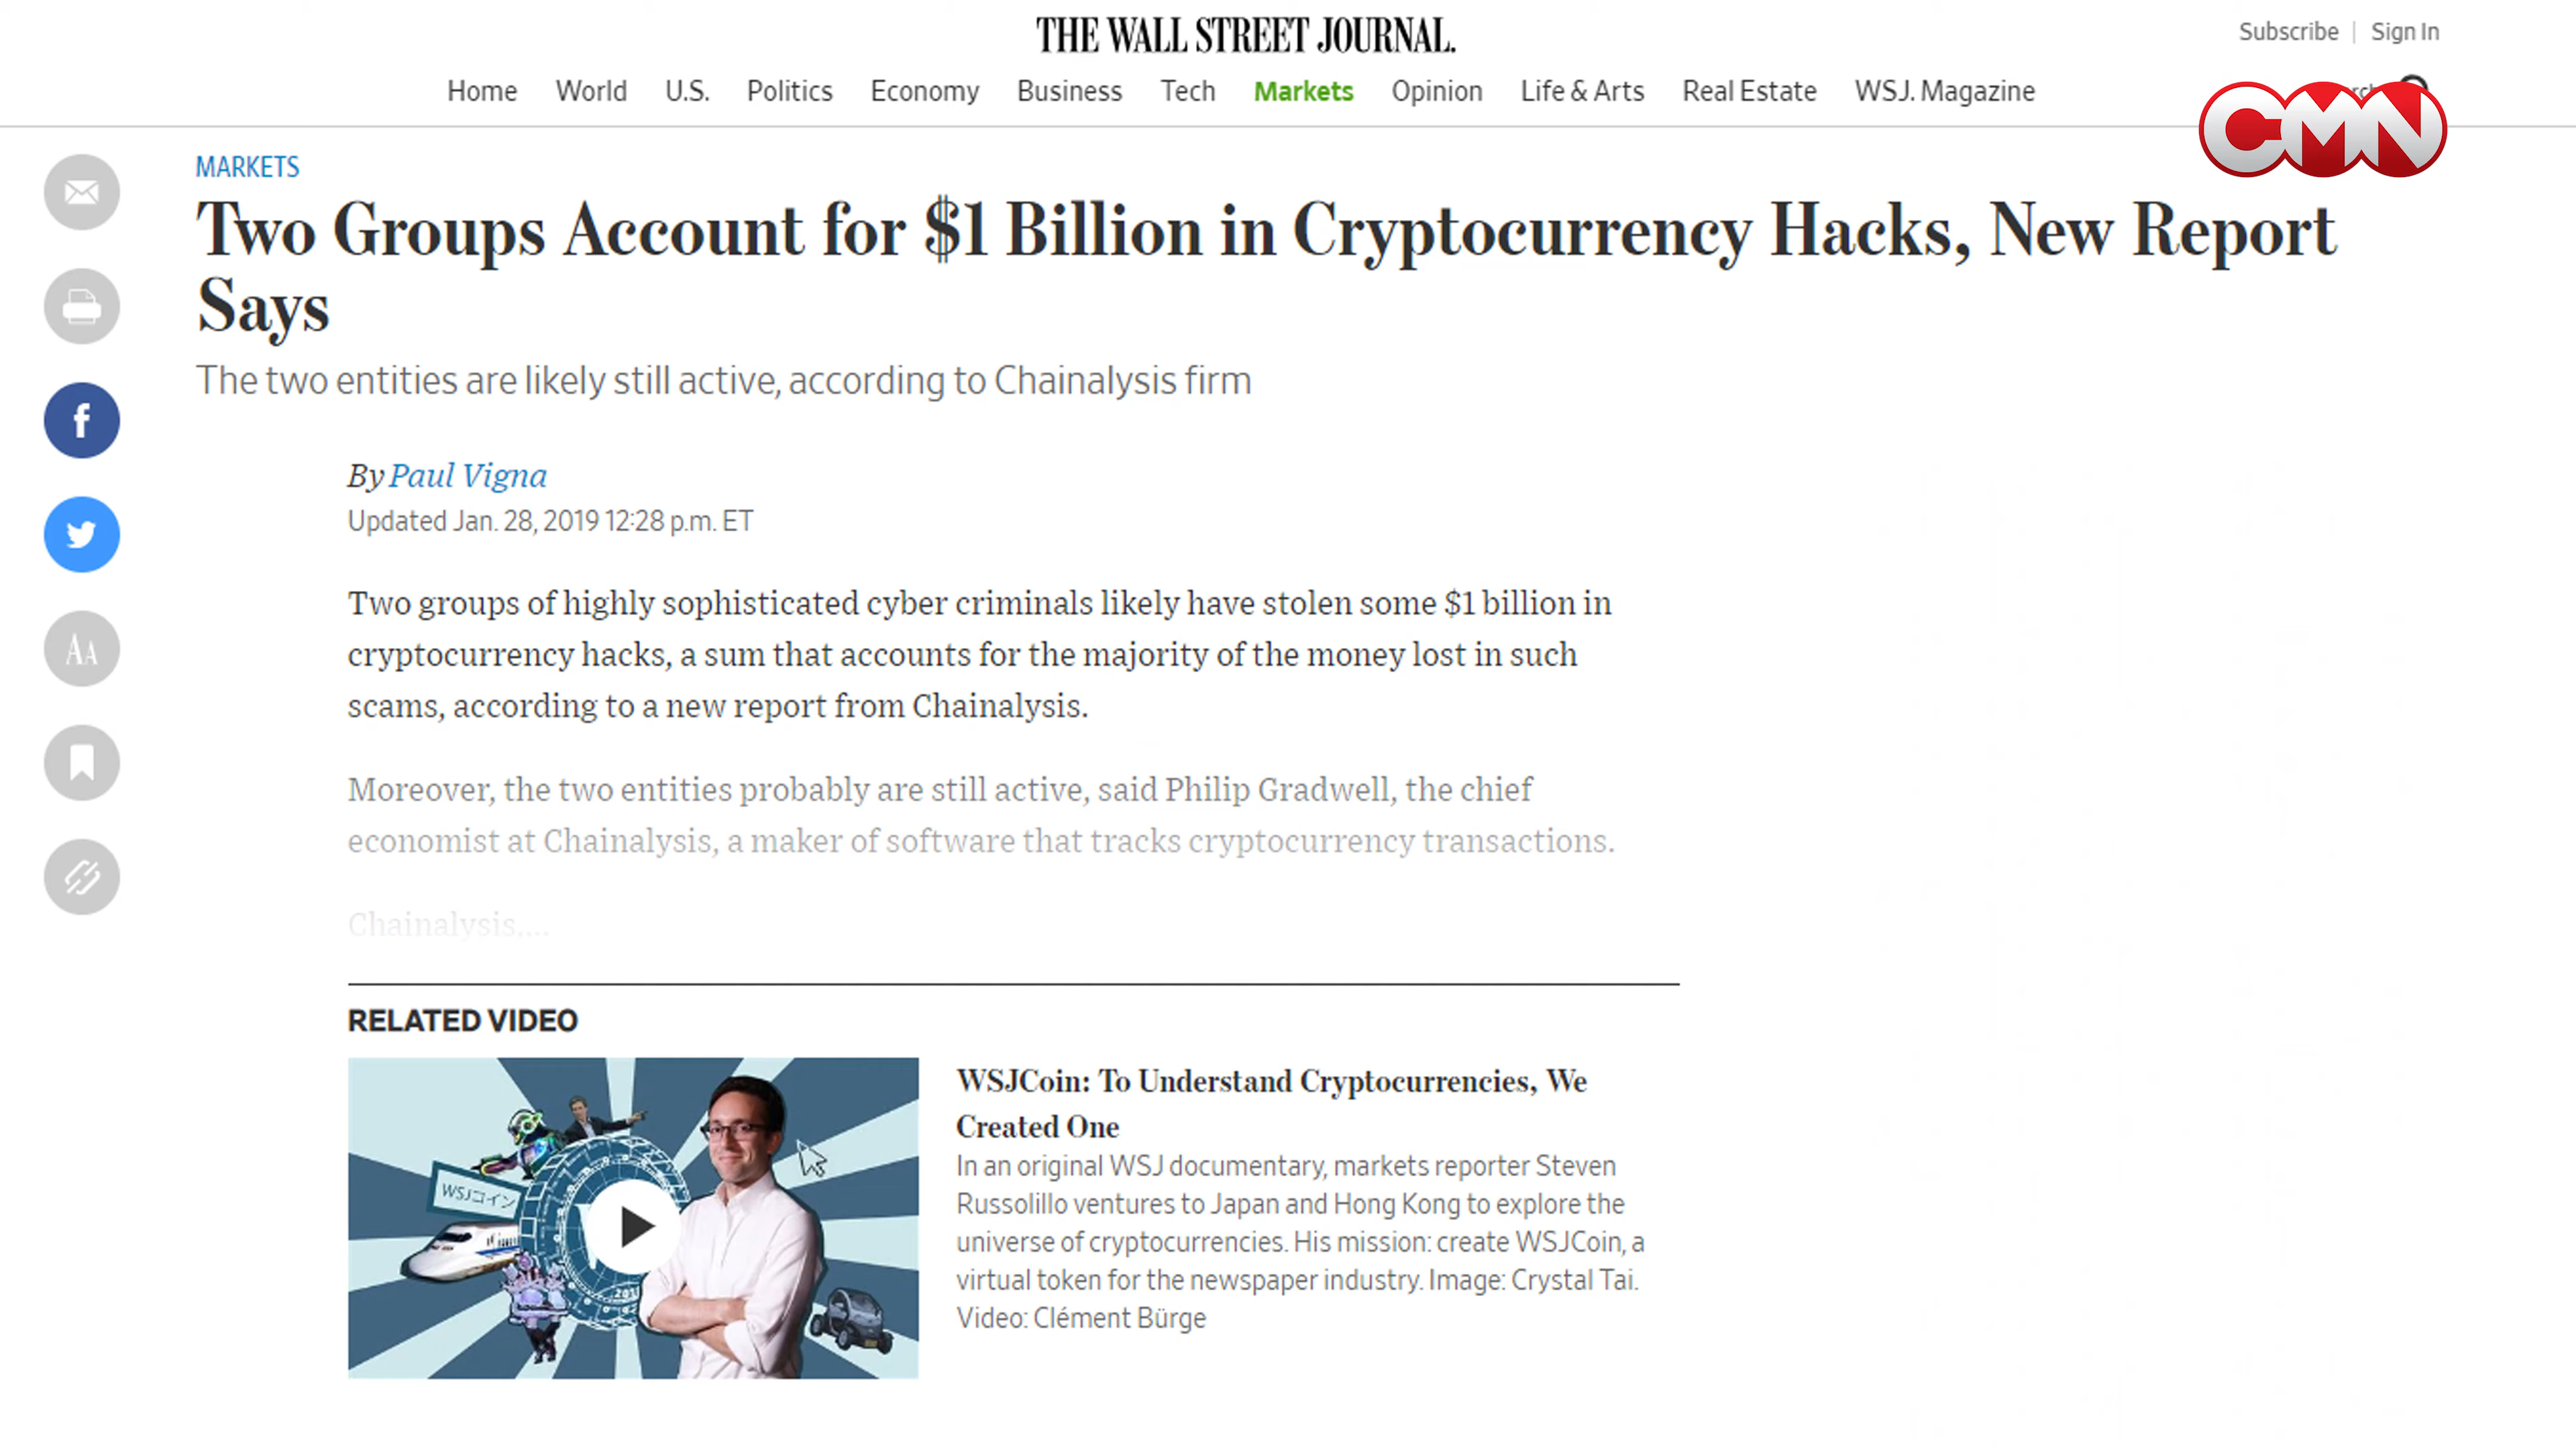 THE WALL STREET JOURNAL.
Subscribe | Sign In
Home World U.S. Politics Economy Business Tech Markets Opinion Life & Arts Real Estate WSJ. Magazine
CMN
MARKETS
Two Groups Account for $1 Billion in Cryptocurrency Hacks, New Report
Says
The two entities are likely still active, according to Chainalysis firm
By Paul Vigna
Updated Jan. 28, 2019 12:28 p.m. ET
AA
Two groups of highly sophisticated cyber criminals likely have stolen some $1 billion in
cryptocurrency hacks, a sum that accounts for the majority of the money lost in such
scams, according to a new report from Chainalysis.
Moreover, the two entities probably are still active, said Philip Gradwell, the chief
economist at Chainalysis, a maker of software that tracks cryptocurrency transactions.
Chainalysis,...
RELATED VIDEO
WSJコイン
WSJCoin: To Understand Cryptocurrencies, We
Created One
In an original WSJ documentary, markets reporter Steven
Russolillo ventures to Japan and Hong Kong to explore the
universe of cryptocurrencies. His mission: create WSJCoin, a
virtual token for the newspaper industry. Image: Crystal Tai.
Video: Clément Bürge